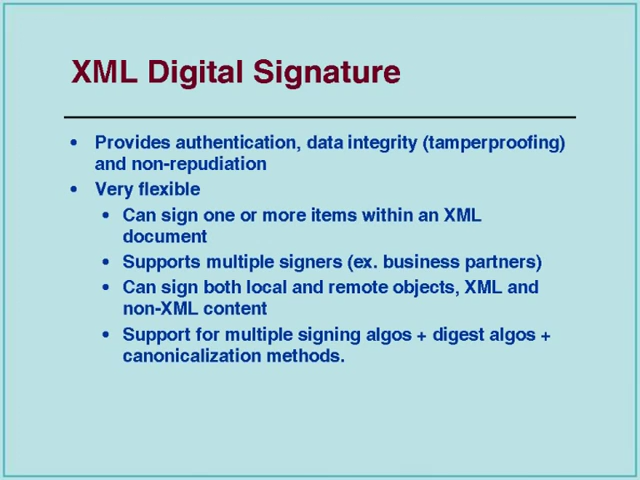 XML Digital Signature
• Provides authentication, data integrity (tamperproofing)
and non-repudiation
• Very flexible
• Can sign one or more items within an XML
document
• Supports multiple signers (ex. business partners)
• Can sign both local and remote objects, XML and
non-XML content
• Support for multiple signing algos + digest algos +
canonicalization methods.